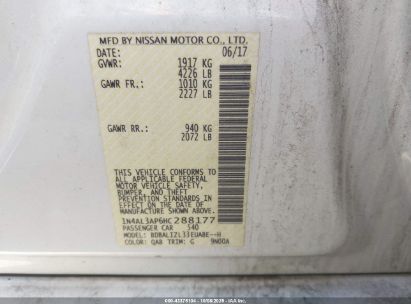 MFD BY NISSAN MOTOR CO., LTD.
DATE: 06/17
GVWR: 1917 KG
4226 LB
GAWR FR.: 1010 KG
2227 LB
GAWR RR.: 940 KG
2072 LB
THIS VEHICLE CONFORMS TO
ALL APPLICABLE FEDERAL
MOTOR VEHICLE SAFETY,
BUMPER, AND THEFT
PREVENTION STANDARDS IN
EFFECT ON THE DATE OF
MANUFACTURE SHOWN ABOVE.
1N4AL3AP6HC288177
PASSENGER CAR 540
MODEL:
COLOR: QAB TRIM: G